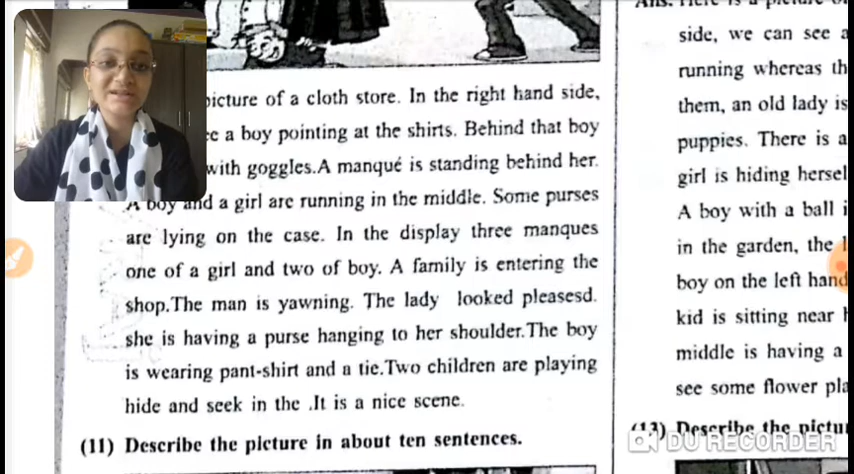 picture of a cloth store. In the right hand side,
a boy pointing at the shirts. Behind that boy
with goggles.A manqué is standing behind her.
A boy and a girl are running in the middle. Some purses
are lying on the case. In the display three manques
one of a girl and two of boy. A family is entering the
shop.The man is yawning. The lady looked pleasesd.
she is having a purse hanging to her shoulder.The boy
is wearing pant-shirt and a tie.Two children are playing
hide and seek in the .It is a nice scene.
(11) Describe the picture in about ten sentences.
Ans: Here is a picture
side, we can see a
running whereas
them, an old lady is
puppies. There is a
girl is hiding
A boy with a ball
in the garden, the
boy on the left hand
kid is sitting near
middle is having a
see some flower
(13) Describe the
DU RECORDER